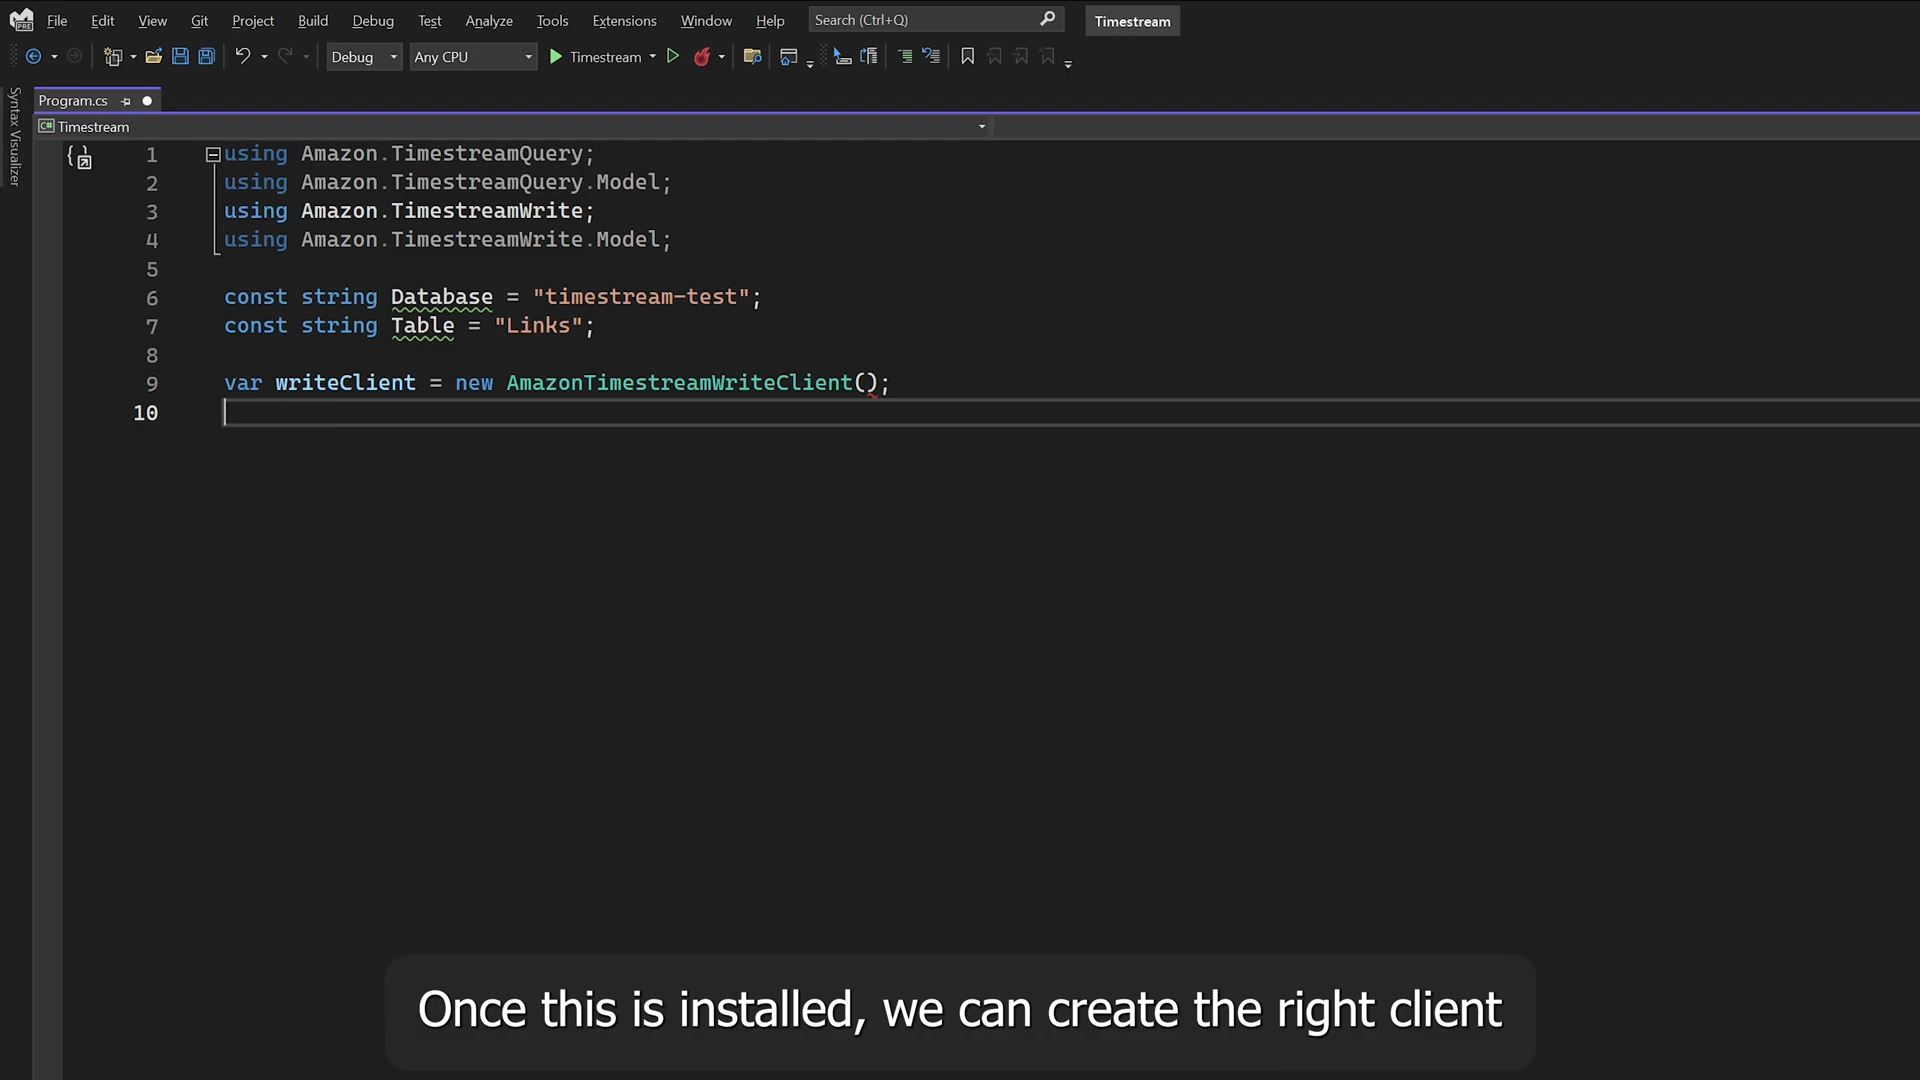 File Edit View Git Project Build Debug Test Analyze Tools Extensions Window Help Search (Ctrl+Q) Timestream
Debug Any CPU Timestream
Program.cs
Timestream
Syntax Visualizer
1 using Amazon.TimestreamQuery;
2 using Amazon.TimestreamQuery.Model;
3 using Amazon.TimestreamWrite;
4 using Amazon.TimestreamWrite.Model;
5
6 const string Database = "timestream-test";
7 const string Table = "Links";
8
9 var writeClient = new AmazonTimestreamWriteClient();
10
Once this is installed, we can create the right client